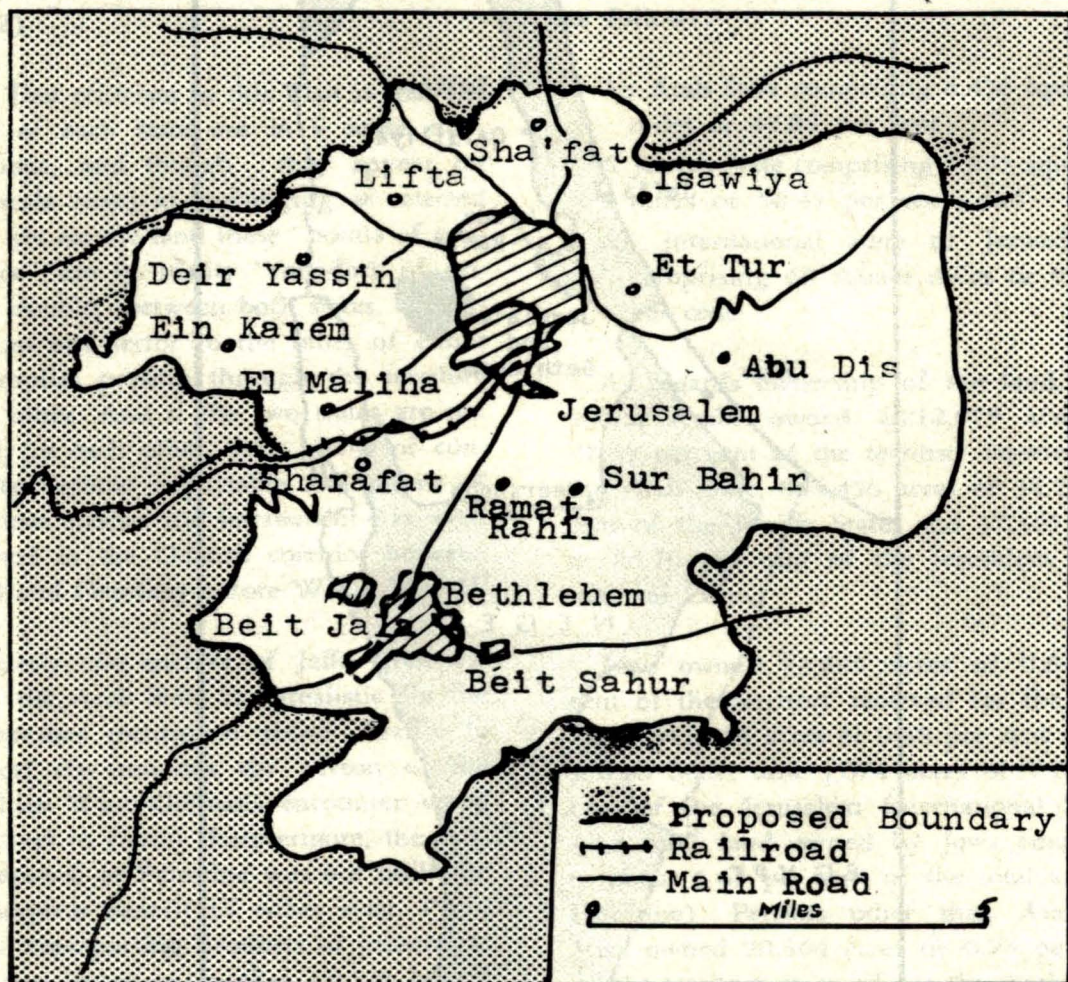 Sha'fat
Lifta
Isawiya
Deir Yassin
Et Tur
Ein Karem
Abu Dis
El Maliha
Jerusalem
Sharafat
Sur Bahir
Ramat
Rahil
Bethlehem
Beit Jala
Beit Sahur
Proposed Boundary
Railroad
Main Road
0 Miles 5